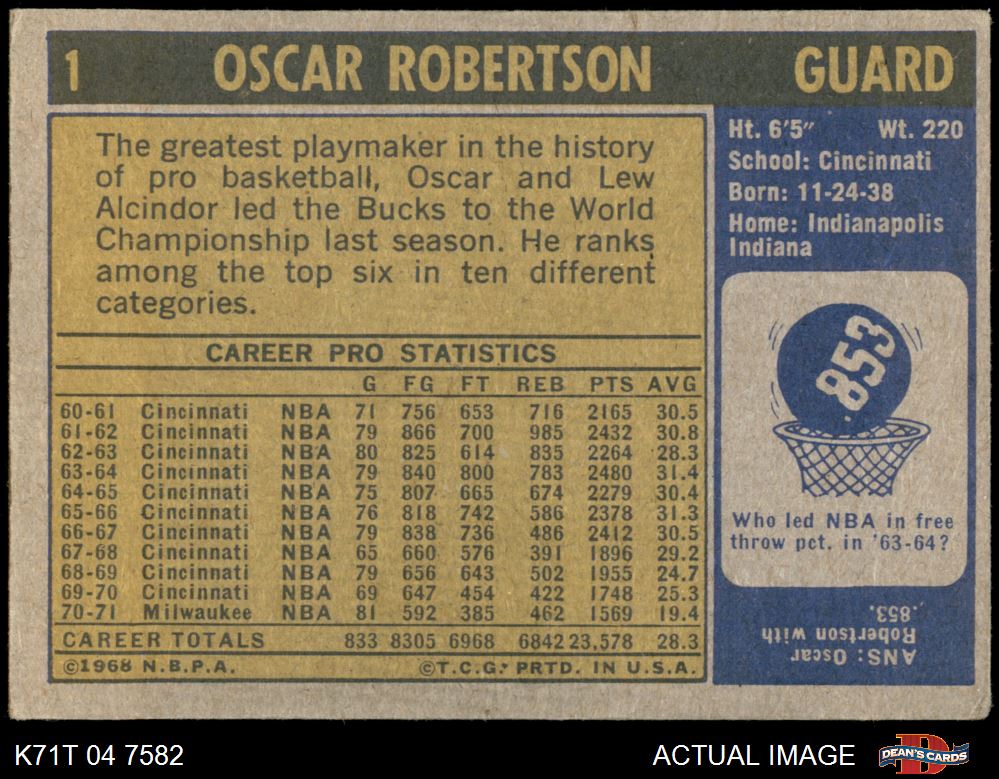 1 OSCAR ROBERTSON GUARD
The greatest playmaker in the history
of pro basketball, Oscar and Lew
Alcindor led the Bucks to the World
Championship last season. He ranks
among the top six in ten different
categories.
CAREER PRO STATISTICS
G FG FT REB PTS AVG
60-61 Cincinnati NBA 71 756 653 716 2165 30.5
61-62 Cincinnati NBA 79 866 700 985 2432 30.8
62-63 Cincinnati NBA 80 825 614 835 2264 28.3
63-64 Cincinnati NBA 79 840 800 783 2480 31.4
64-65 Cincinnati NBA 75 807 665 674 2279 30.4
65-66 Cincinnati NBA 76 818 742 586 2378 31.3
66-67 Cincinnati NBA 79 838 736 486 2412 30.5
67-68 Cincinnati NBA 65 660 576 391 1896 29.2
68-69 Cincinnati NBA 79 656 643 502 1955 24.7
69-70 Cincinnati NBA 69 647 454 422 1748 25.3
70-71 Milwaukee NBA 81 592 385 462 1569 19.4
CAREER TOTALS 833 8305 6968 6842 23,578 28.3
©1968 N.B.P.A. ©T.C.G. PRTD. IN U.S.A.
Ht. 6'5" Wt. 220
School: Cincinnati
Born: 11-24-38
Home: Indianapolis
Indiana
.853
Who led NBA in free
throw pct. in '63-64?
ANS: Oscar
Robertson with
.853.
K71T 04 7582 ACTUAL IMAGE DEAN'S CARDS